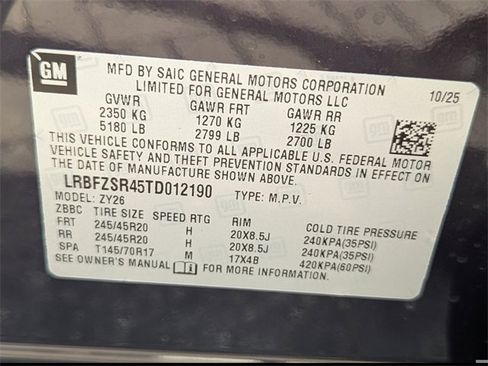 GM
MFD BY SAIC GENERAL MOTORS CORPORATION
LIMITED FOR GENERAL MOTORS LLC
10/25
GVWR GAWR FRT GAWR RR
2350 KG 1270 KG 1225 KG
5180 LB 2799 LB 2700 LB
THIS VEHICLE CONFORMS TO ALL APPLICABLE U.S. FEDERAL MOTOR
VEHICLE SAFETY AND THEFT PREVENTION STANDARDS IN EFFECT ON
THE DATE OF MANUFACTURE SHOWN ABOVE.
LRBFZSR45TD012190 TYPE: M.P.V.
MODEL: ZY26
ZBBC TIRE SIZE SPEED RTG RIM COLD TIRE PRESSURE
FRT 245/45R20 H 20X8.5J 240KPA(35PSI)
RR 245/45R20 H 20X8.5J 240KPA(35PSI)
SPA T145/70R17 M 17X4B 420KPA(60PSI)
SEE OWNER'S MANUAL FOR MORE INFORMATION.